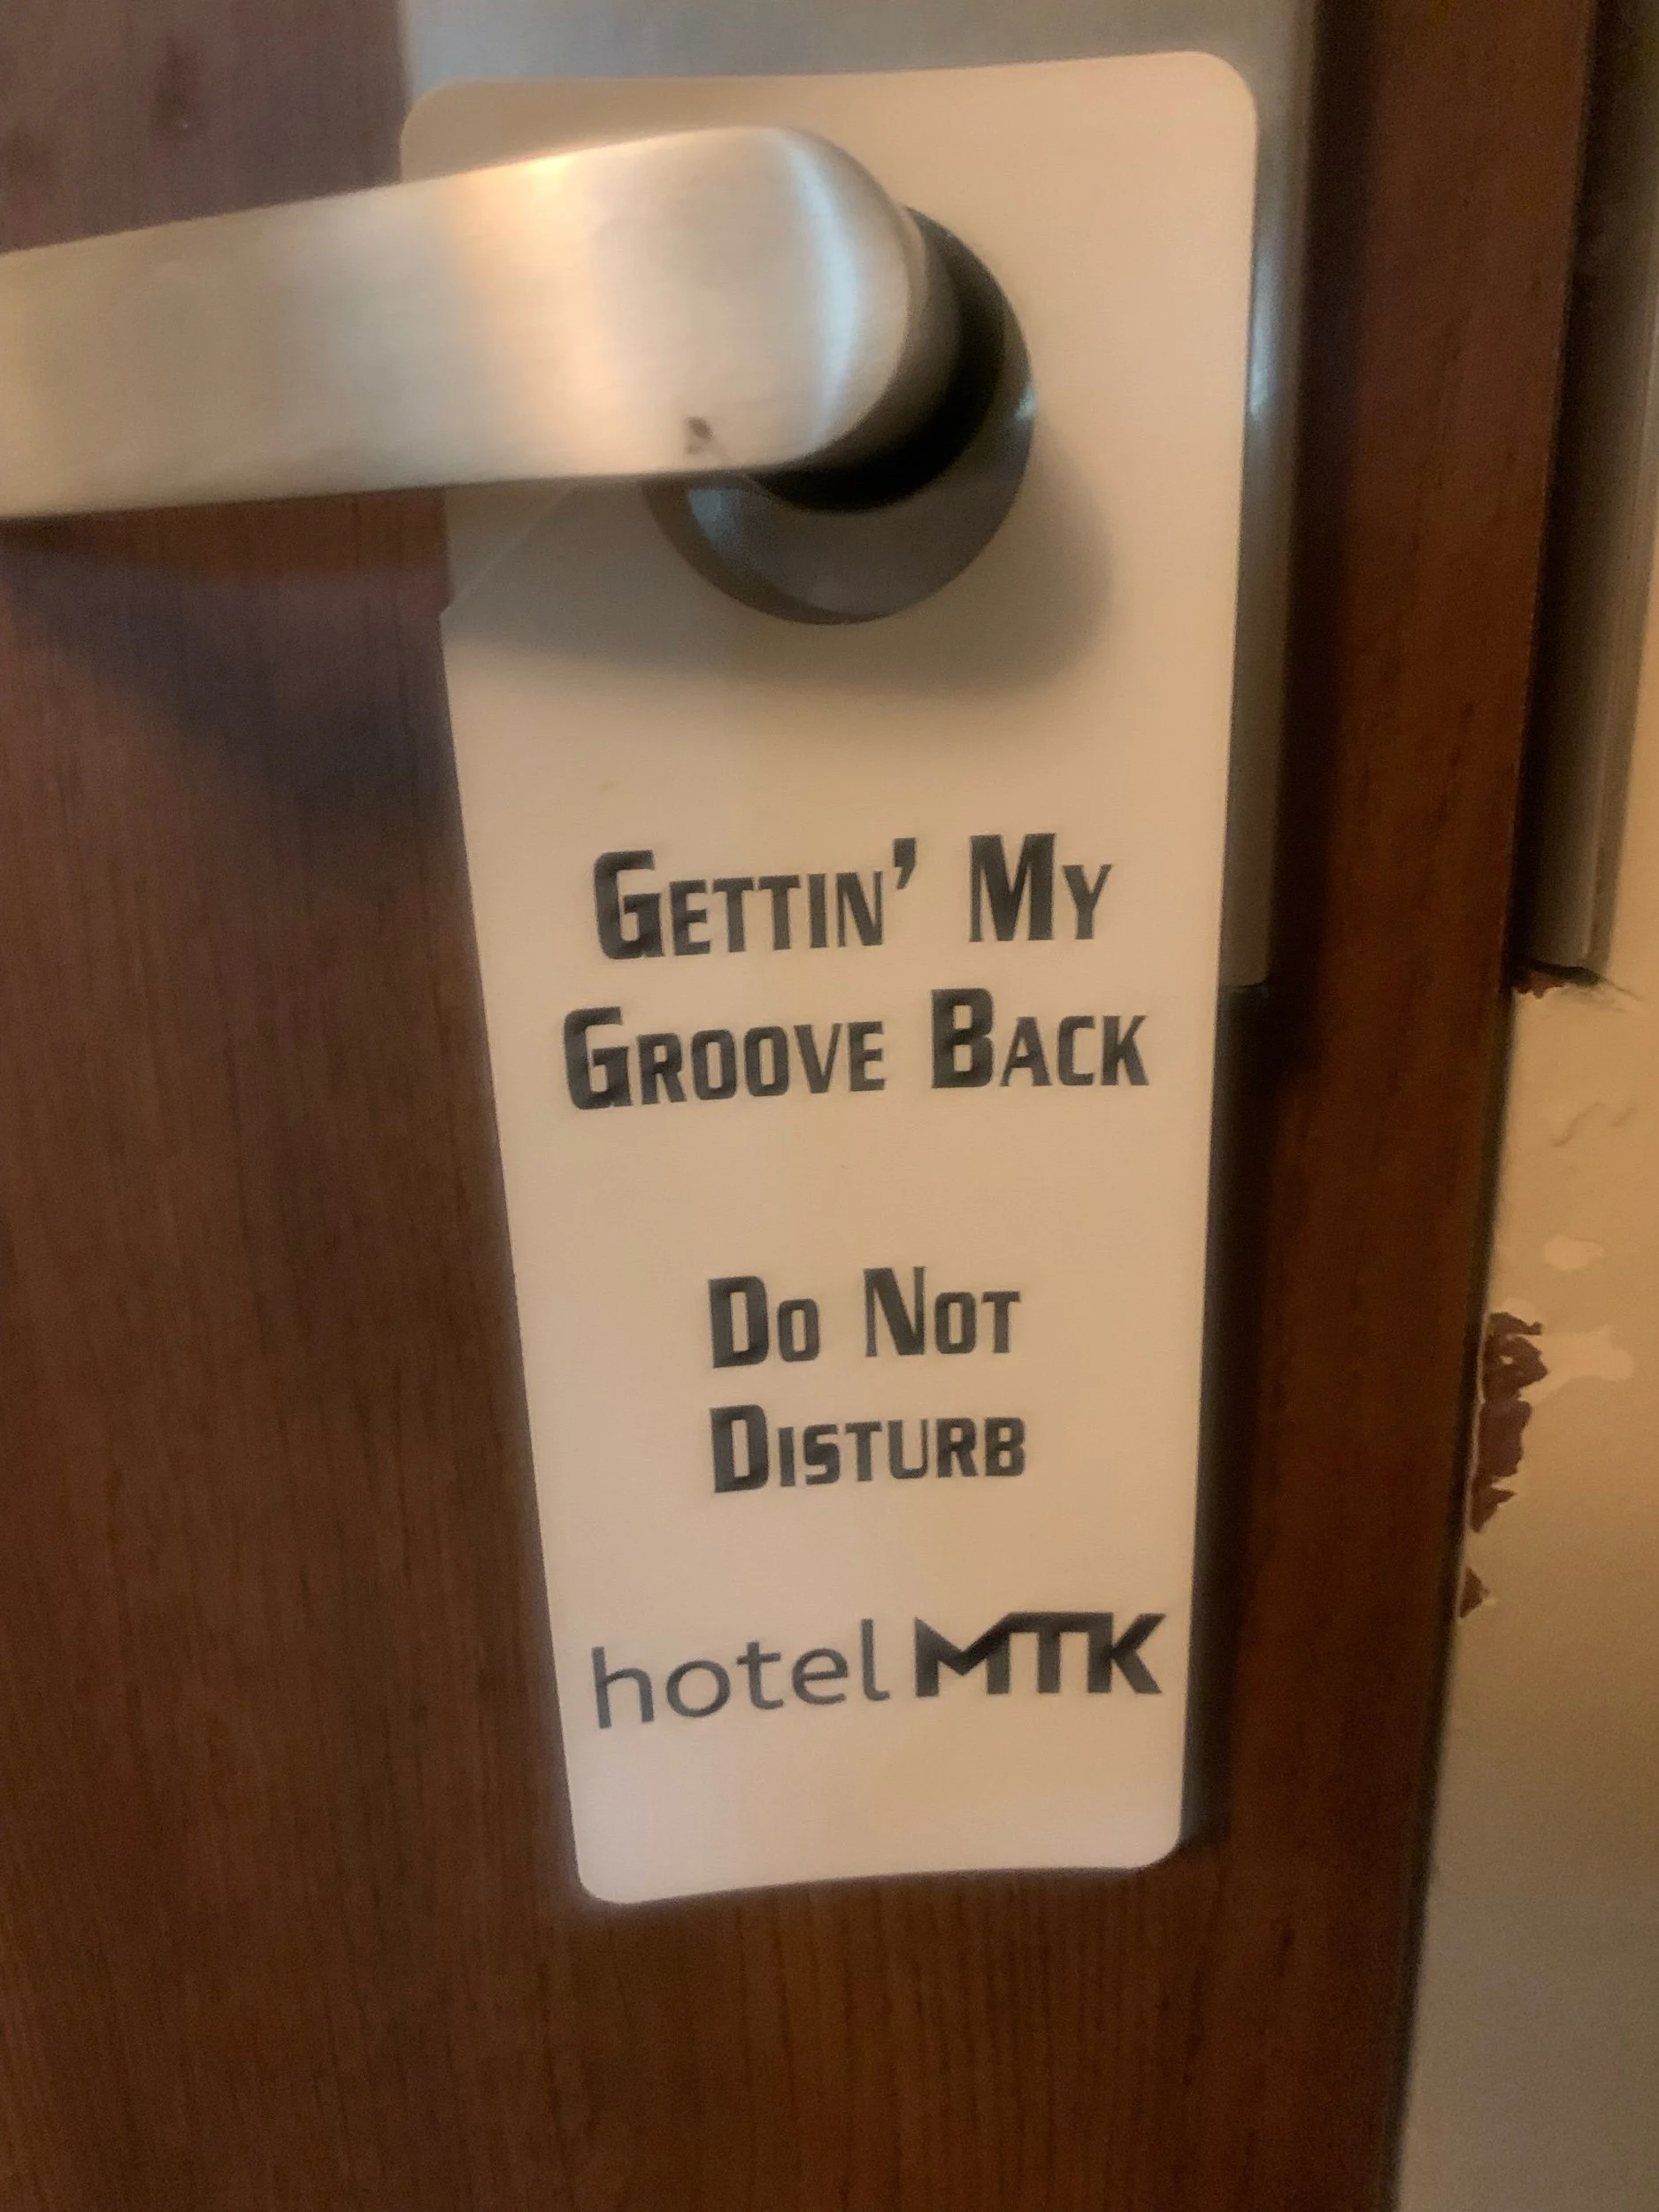 Gettin' My
Groove Back
Do Not
Disturb
hotel MTK